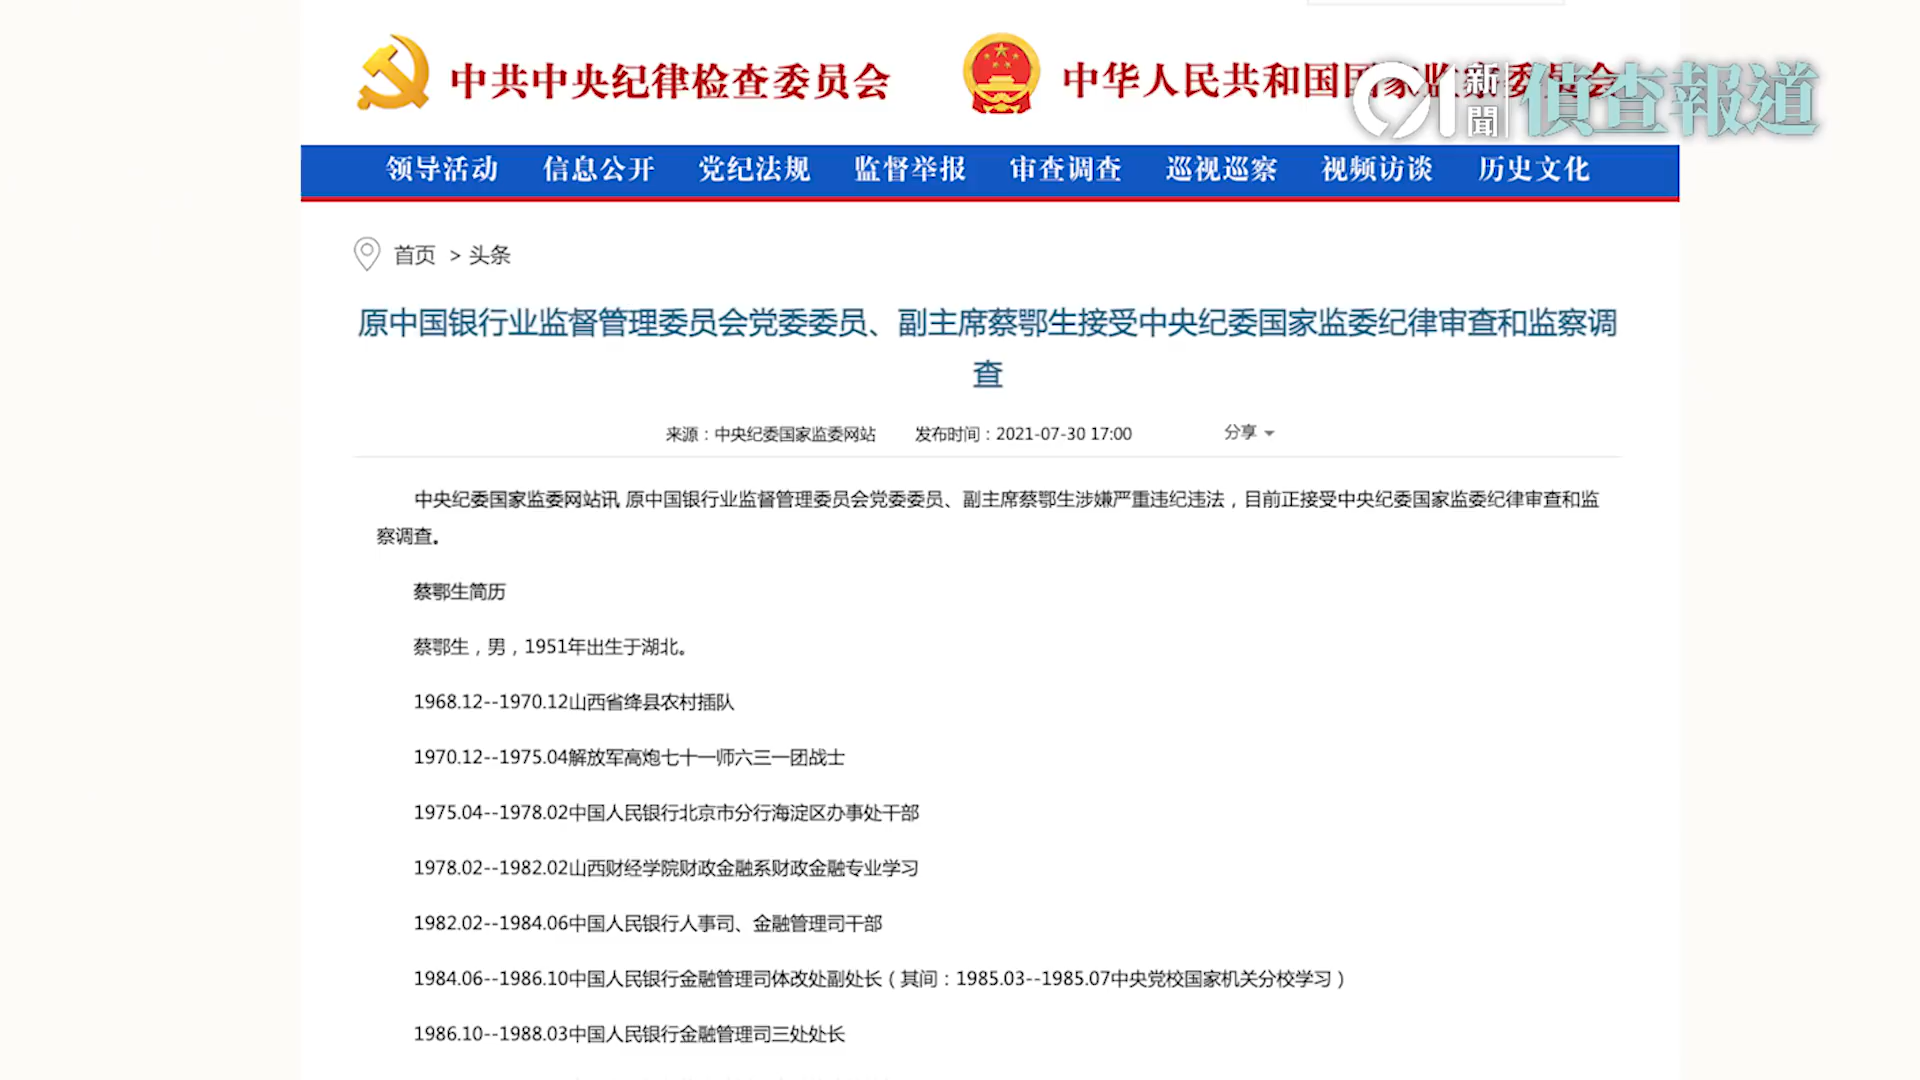 中共中央纪律检查委员会
中华人民共和国国家监察委员会
01
新聞
偵查報道
领导活动 信息公开 党纪法规 监督举报 审查调查 巡视巡察 视频访谈 历史文化
首页 > 头条
原中国银行业监督管理委员会党委委员、副主席蔡鄂生接受中央纪委国家监委纪律审查和监察调
查
来源：中央纪委国家监委网站 发布时间：2021-07-30 17:00 分享
中央纪委国家监委网站讯 原中国银行业监督管理委员会党委委员、副主席蔡鄂生涉嫌严重违纪违法，目前正接受中央纪委国家监委纪律审查和监
察调查。
蔡鄂生简历
蔡鄂生，男，1951年出生于湖北。
1968.12--1970.12山西省绛县农村插队
1970.12--1975.04解放军高炮七十一师六三一团战士
1975.04--1978.02中国人民银行北京市分行海淀区办事处干部
1978.02--1982.02山西财经学院财政金融系财政金融专业学习
1982.02--1984.06中国人民银行人事司、金融管理司干部
1984.06--1986.10中国人民银行金融管理司体改处副处长（其间：1985.03--1985.07中央党校国家机关分校学习）
1986.10--1988.03中国人民银行金融管理司三处处长